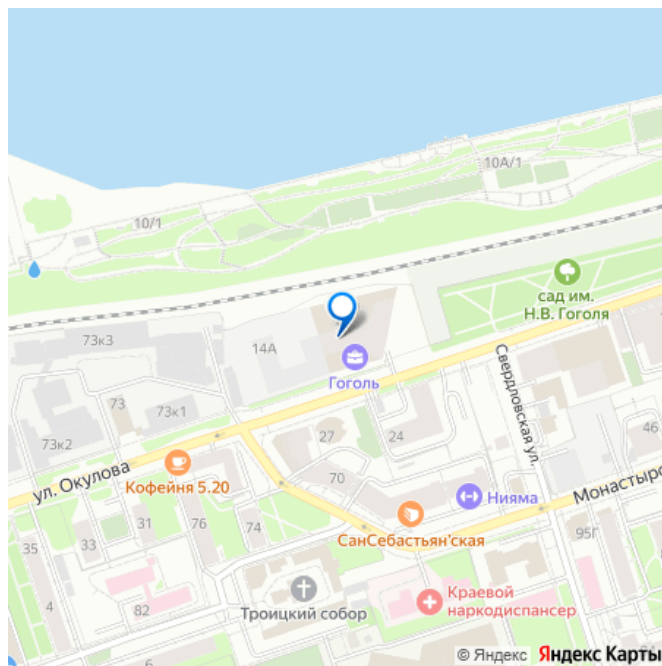 10А/1
10/1
сад им.
Н.В. Гоголя
73к3
14А
Гоголь
Свердловская ул.
73
73к1
73к2
27
24
46
ул. Окулова
Кофейня 5.20
70
Нияма
Монастырс
СанСебастьян'ская
31
76
74
95Г
35
33
Троицкий собор
Краевой
наркодиспансер
4
82
6
© Яндекс Яндекс Карты